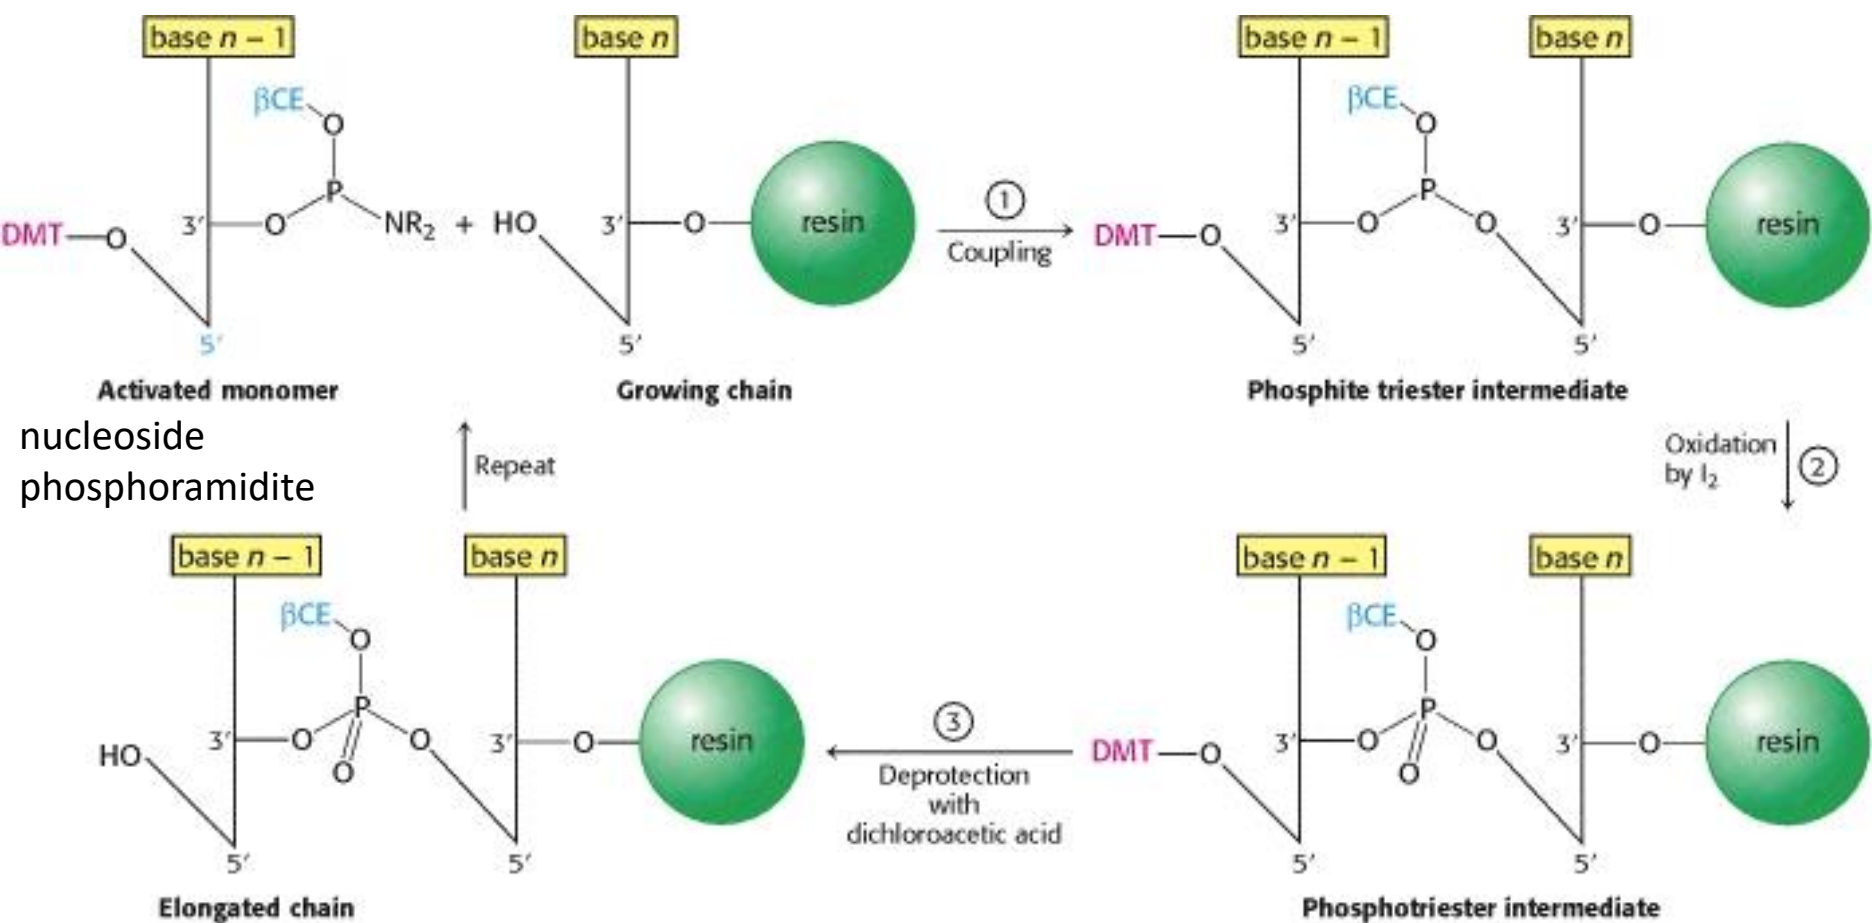 base n – 1
base n
βCE
O
P
DMT
O
3′
O
NR₂
+
HO
3′
O
resin
5′
5′
Activated monomer
Growing chain
nucleoside
phosphoramidite
①
Coupling
base n – 1
base n
βCE
O
P
DMT
O
3′
O
O
3′
O
resin
5′
5′
Phosphite triester intermediate
Oxidation
by I₂
②
base n – 1
base n
βCE
O
P
DMT
O
3′
O
O
O
3′
O
resin
5′
5′
Phosphotriester intermediate
③
Deprotection
with
dichloroacetic acid
base n – 1
base n
βCE
O
P
HO
3′
O
O
O
3′
O
resin
5′
5′
Elongated chain
Repeat